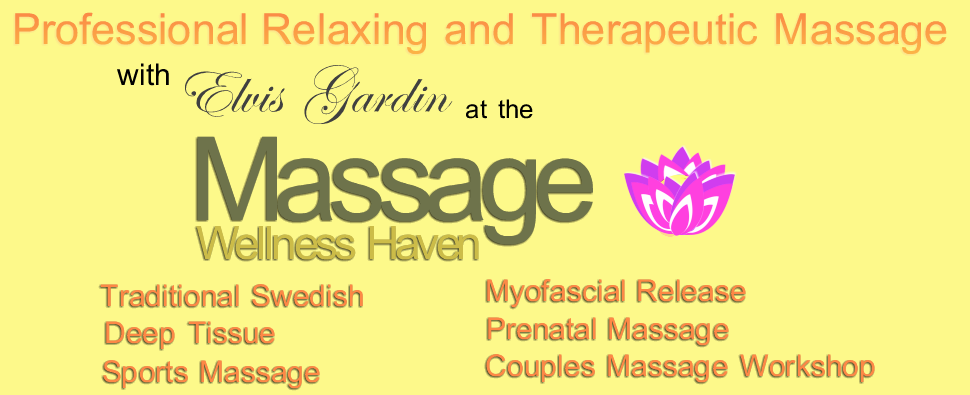 Professional Relaxing and Therapeutic Massage
with Elvis Gardin at the
Massage
Wellness Haven
Traditional Swedish
Deep Tissue
Sports Massage
Myofascial Release
Prenatal Massage
Couples Massage Workshop